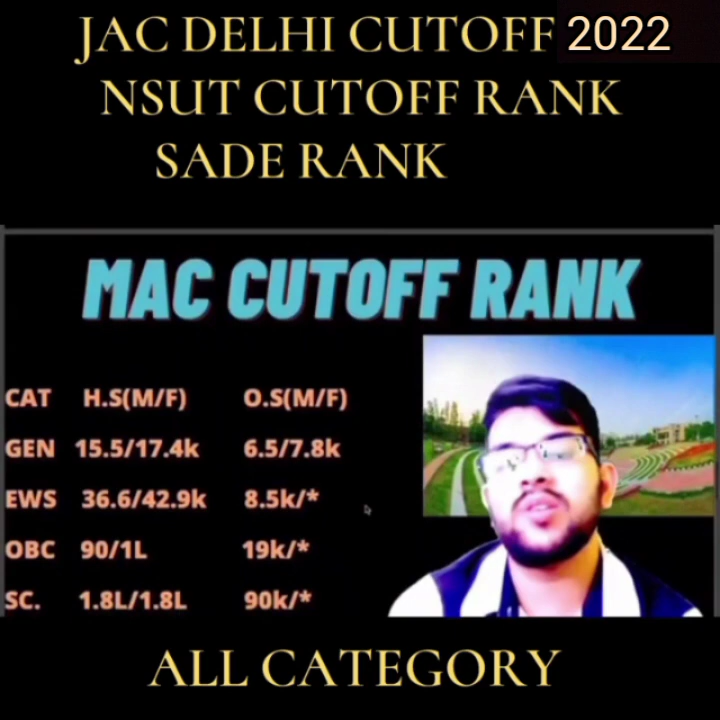 JAC DELHI CUTOFF 2022
NSUT CUTOFF RANK
SADE RANK
MAC CUTOFF RANK
CAT H.S(M/F) O.S(M/F)
GEN 15.5/17.4k 6.5/7.8k
EWS 36.6/42.9k 8.5k/*
OBC 90/1L 19k/*
SC. 1.8L/1.8L 90k/*
ALL CATEGORY